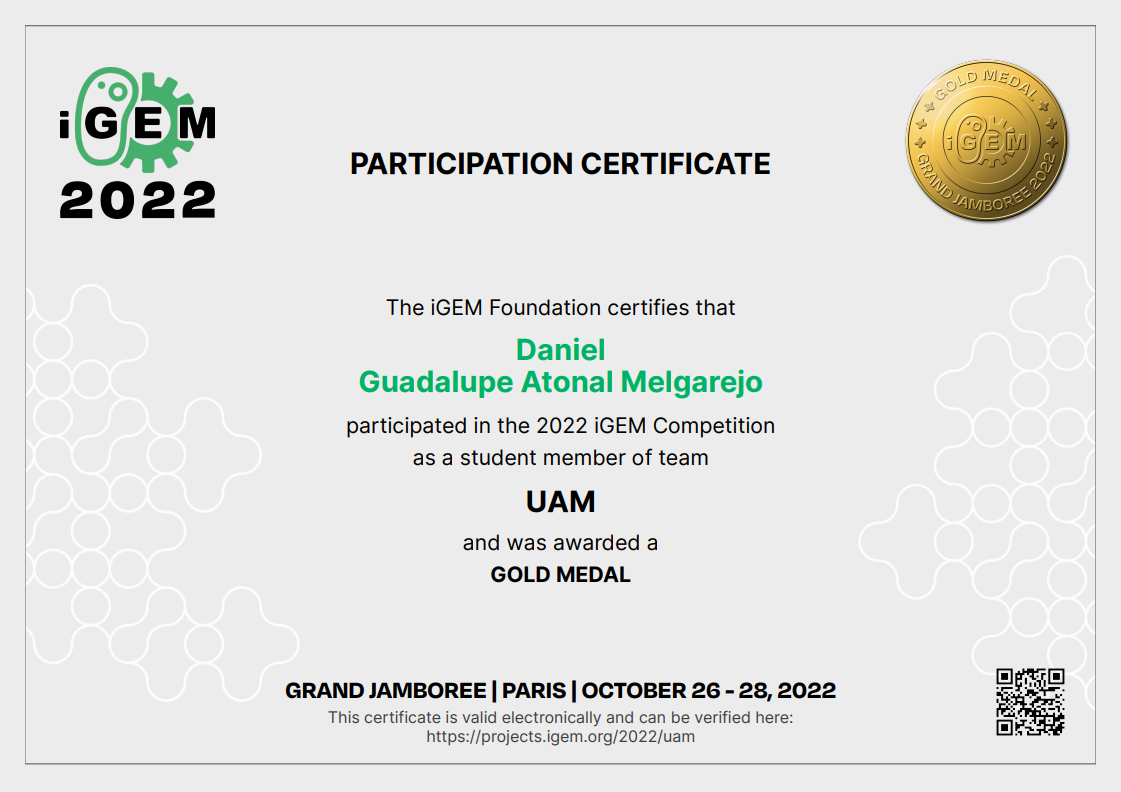 iGEM
2022
GOLD MEDAL
iGEM
GRAND JAMBOREE 2022
PARTICIPATION CERTIFICATE
The iGEM Foundation certifies that
Daniel
Guadalupe Atonal Melgarejo
participated in the 2022 iGEM Competition
as a student member of team
UAM
and was awarded a
GOLD MEDAL
GRAND JAMBOREE | PARIS | OCTOBER 26 - 28, 2022
This certificate is valid electronically and can be verified here:
https://projects.igem.org/2022/uam